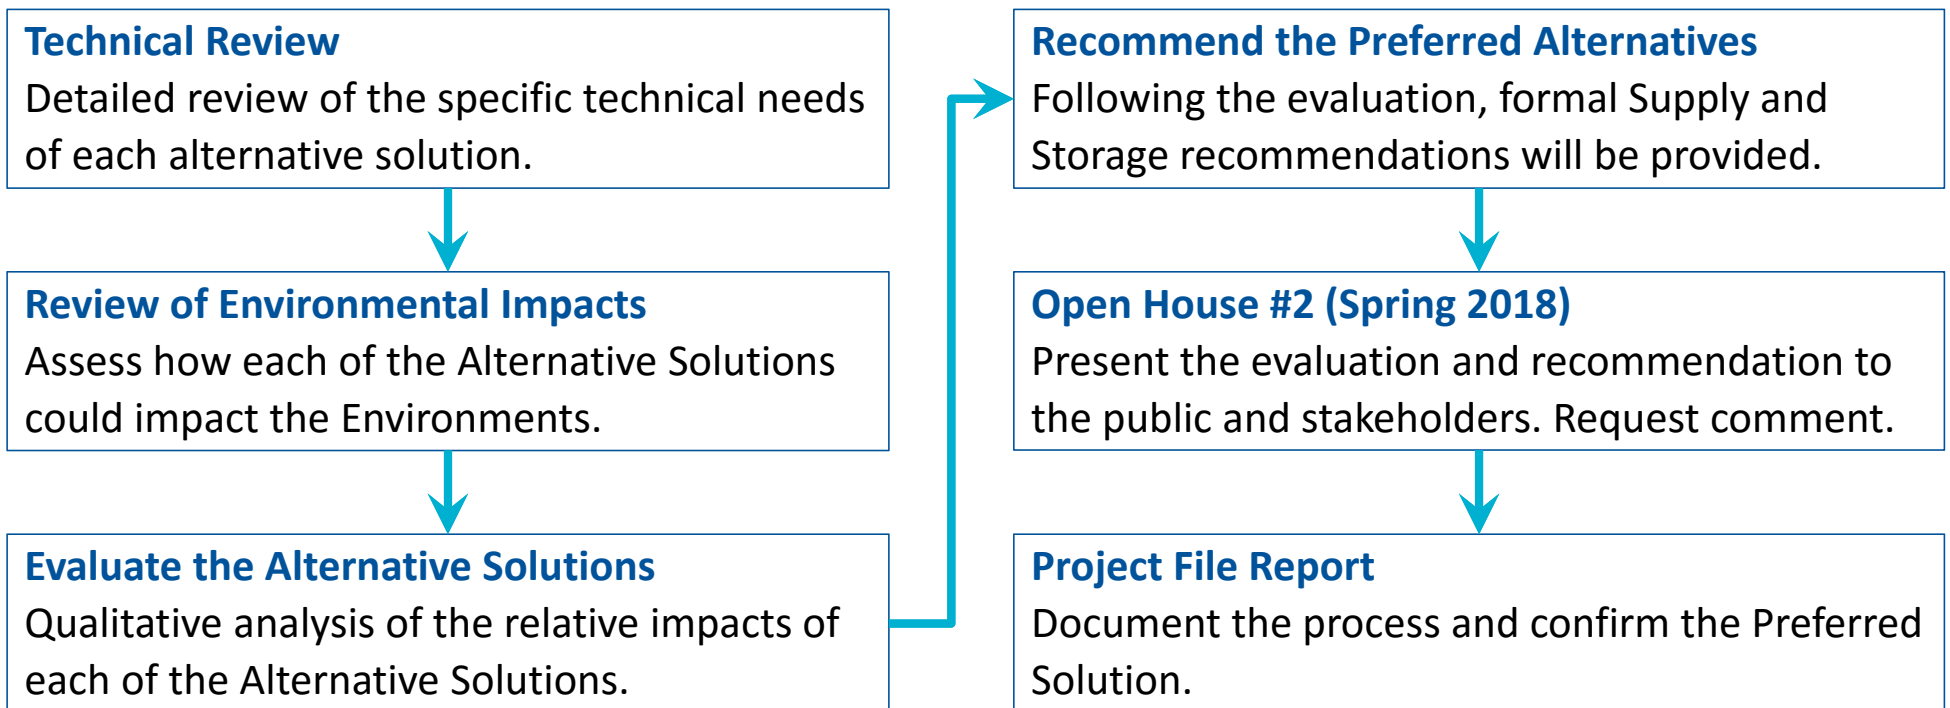 Technical Review
Detailed review of the specific technical needs
of each alternative solution.
Review of Environmental Impacts
Assess how each of the Alternative Solutions
could impact the Environments.
Evaluate the Alternative Solutions
Qualitative analysis of the relative impacts of
each of the Alternative Solutions.
Recommend the Preferred Alternatives
Following the evaluation, formal Supply and
Storage recommendations will be provided.
Open House #2 (Spring 2018)
Present the evaluation and recommendation to
the public and stakeholders. Request comment.
Project File Report
Document the process and confirm the Preferred
Solution.